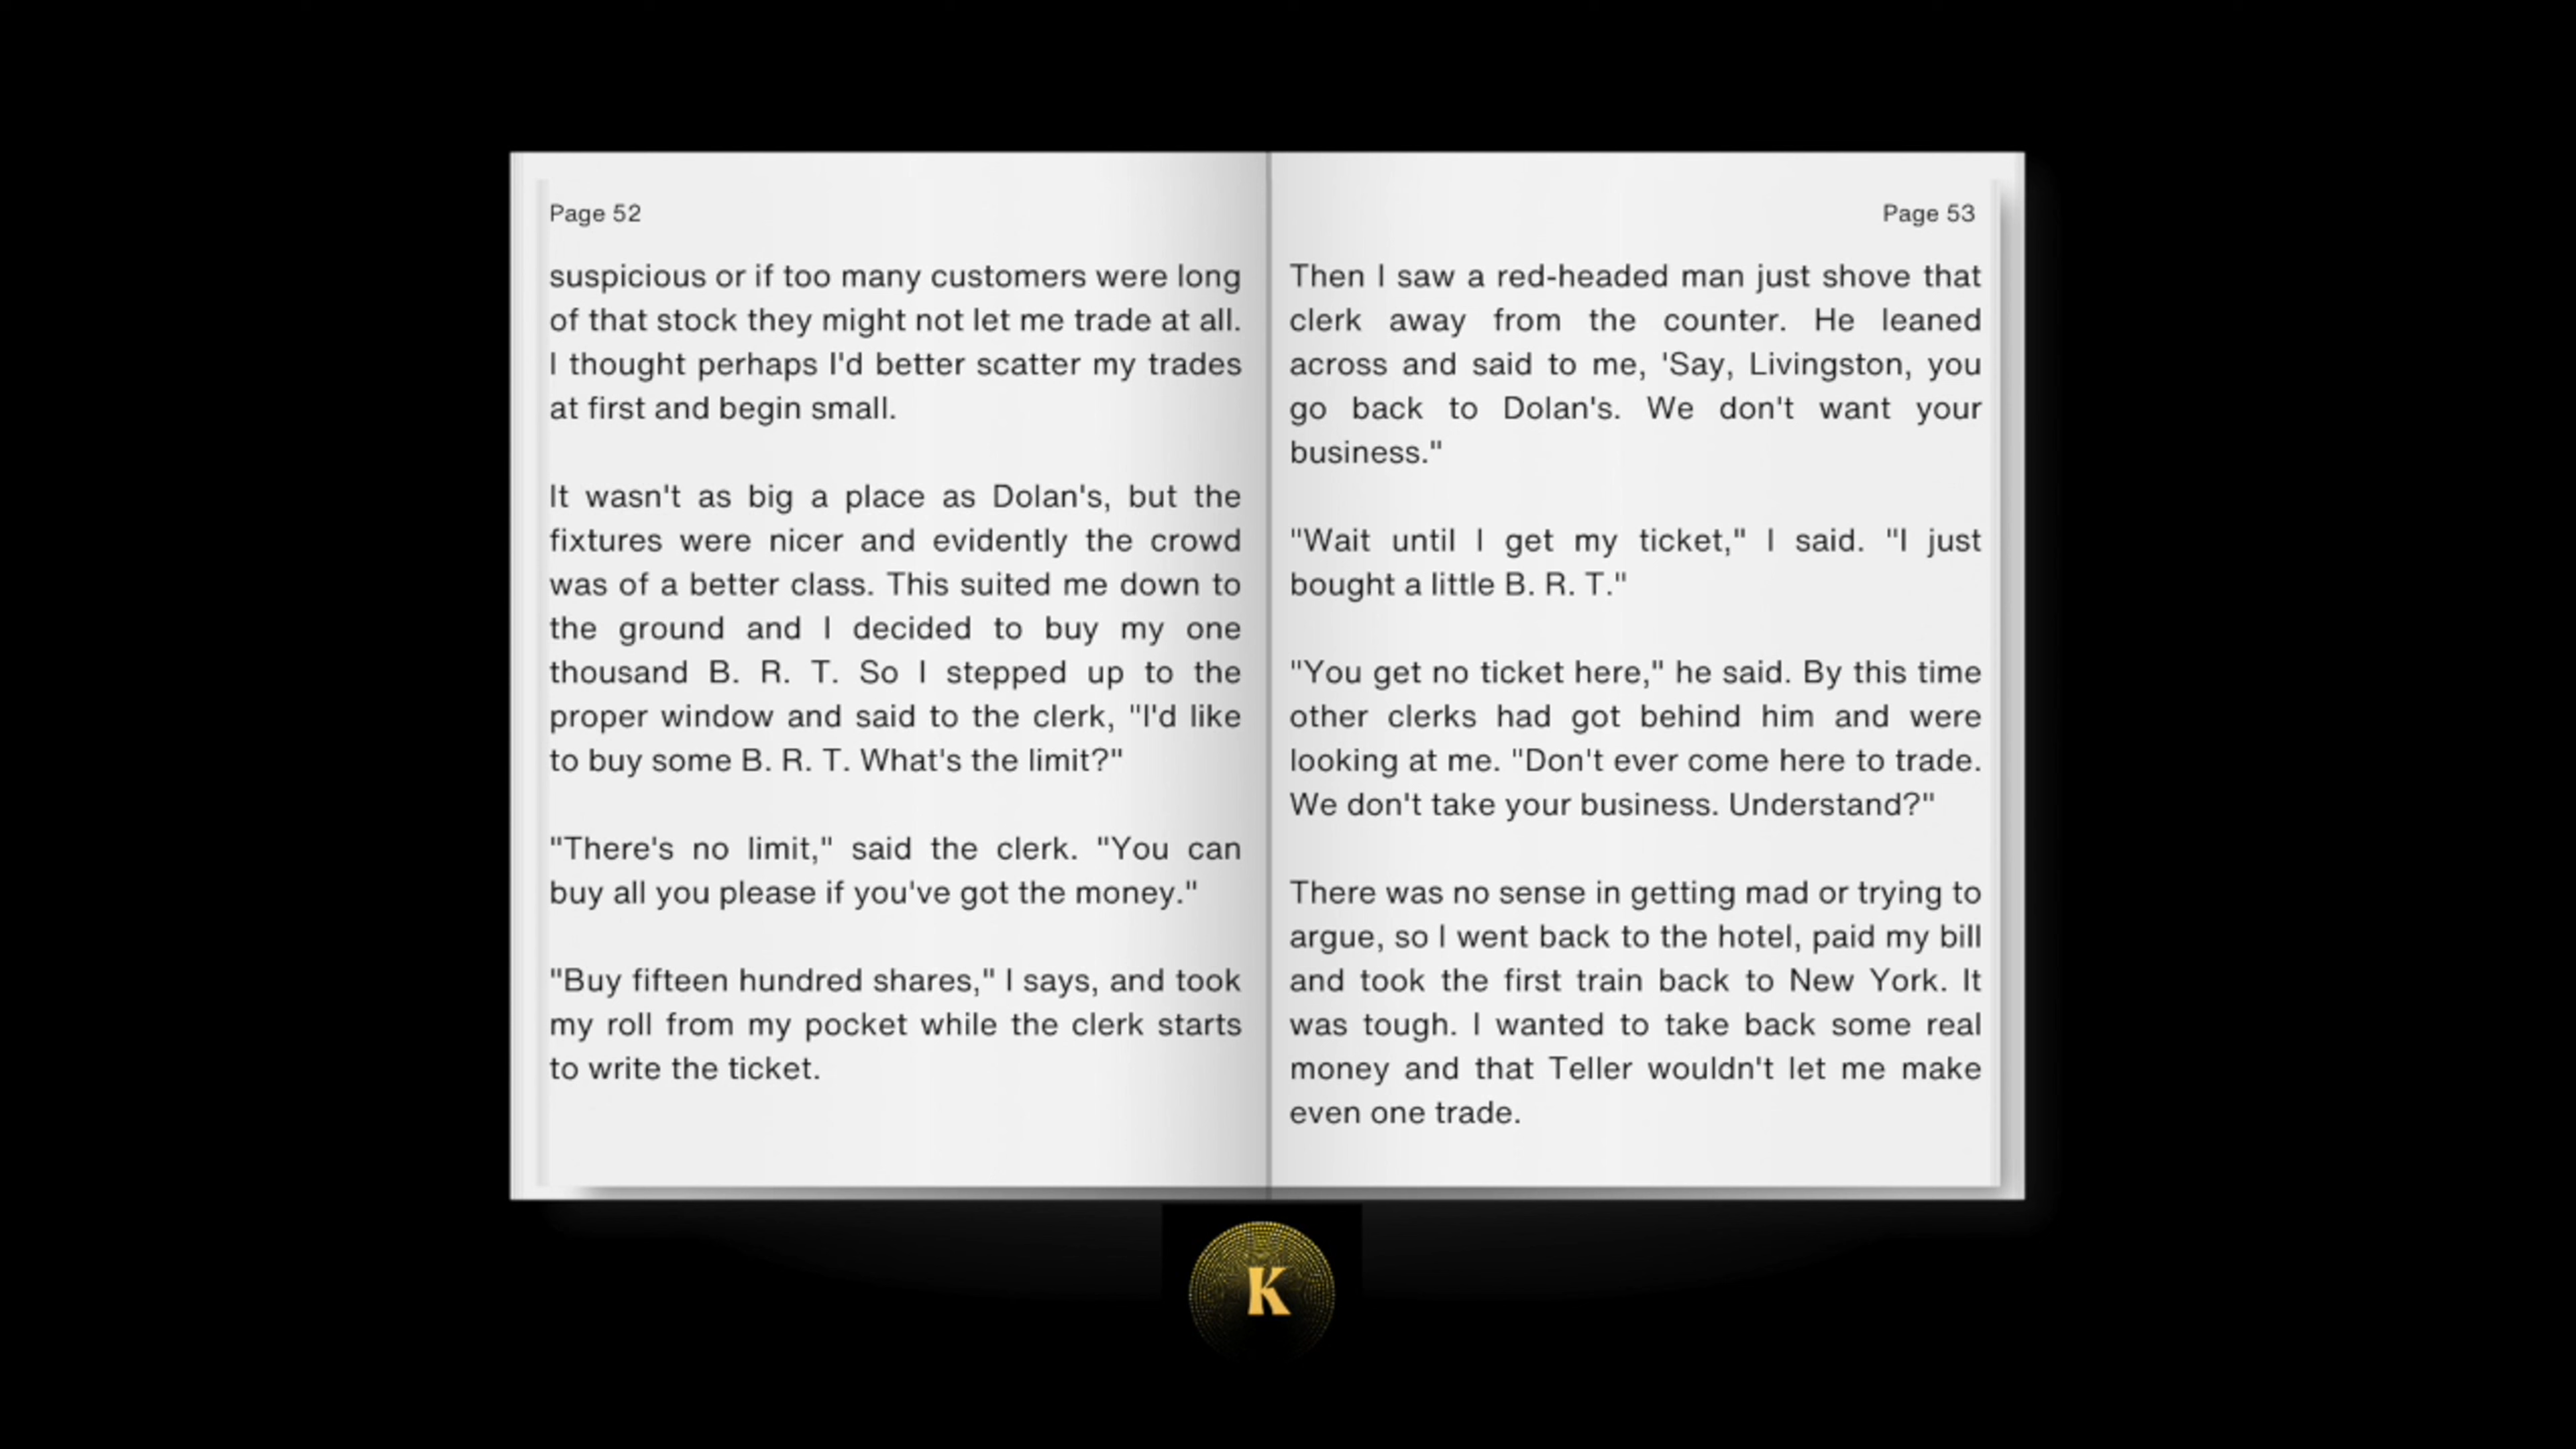 Page 52
suspicious or if too many customers were long
of that stock they might not let me trade at all.
I thought perhaps I'd better scatter my trades
at first and begin small.
It wasn't as big a place as Dolan's, but the
fixtures were nicer and evidently the crowd
was of a better class. This suited me down to
the ground and I decided to buy my one
thousand B. R. T. So I stepped up to the
proper window and said to the clerk, "I'd like
to buy some B. R. T. What's the limit?"
"There's no limit," said the clerk. "You can
buy all you please if you've got the money."
"Buy fifteen hundred shares," I says, and took
my roll from my pocket while the clerk starts
to write the ticket.
Page 53
Then I saw a red-headed man just shove that
clerk away from the counter. He leaned
across and said to me, 'Say, Livingston, you
go back to Dolan's. We don't want your
business."
"Wait until I get my ticket," I said. "I just
bought a little B. R. T."
"You get no ticket here," he said. By this time
other clerks had got behind him and were
looking at me. "Don't ever come here to trade.
We don't take your business. Understand?"
There was no sense in getting mad or trying to
argue, so I went back to the hotel, paid my bill
and took the first train back to New York. It
was tough. I wanted to take back some real
money and that Teller wouldn't let me make
even one trade.
K